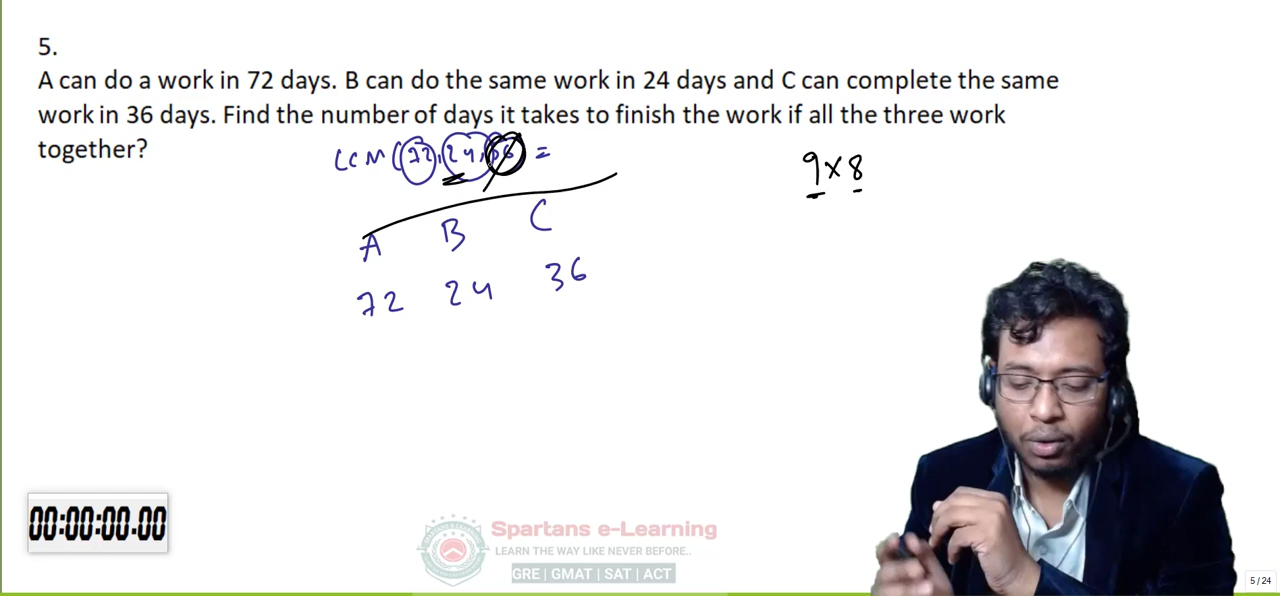 5.
A can do a work in 72 days. B can do the same work in 24 days and C can complete the same
work in 36 days. Find the number of days it takes to finish the work if all the three work
together?
LCM (72, 24, 36) =
9×8
A B C
72 24 36
00:00:00.00
Spartans e-Learning
LEARN THE WAY LIKE NEVER BEFORE..
GRE | GMAT | SAT | ACT
5 / 24